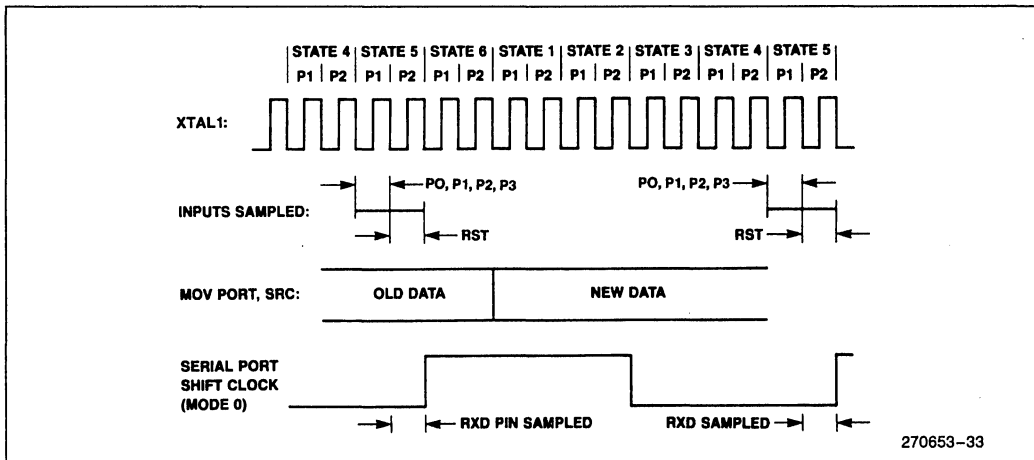 STATE 4 | STATE 5 | STATE 6 | STATE 1 | STATE 2 | STATE 3 | STATE 4 | STATE 5
P1 | P2 | P1 | P2 | P1 | P2 | P1 | P2 | P1 | P2 | P1 | P2 | P1 | P2 | P1 | P2
XTAL1:
PO, P1, P2, P3 PO, P1, P2, P3
INPUTS SAMPLED:
RST RST
MOV PORT, SRC: OLD DATA NEW DATA
SERIAL PORT
SHIFT CLOCK
(MODE 0)
RXD PIN SAMPLED RXD SAMPLED
270653–33